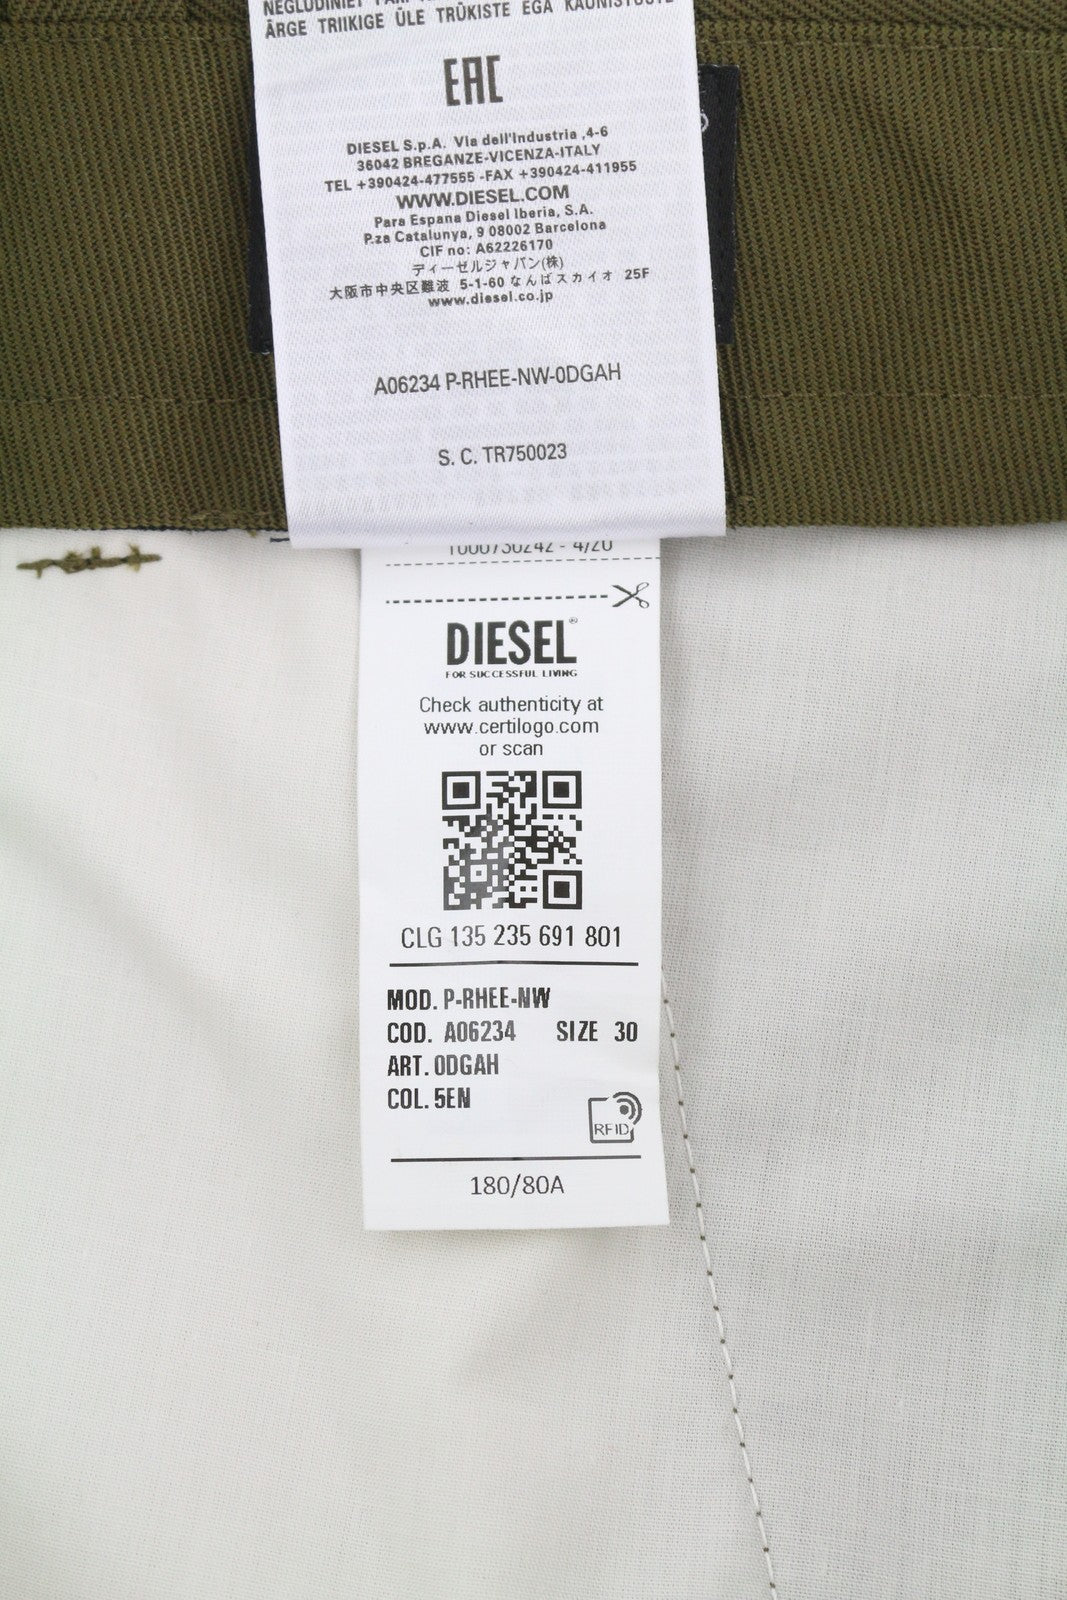 ÄRGE TRIIKIGE ÜLE TRÜKISTE EGA KAUNISTUSTE
EAC
DIESEL S.p.A. Via dell'Industria ,4-6
36042 BREGANZE-VICENZA-ITALY
TEL +390424-477555 -FAX +390424-411955
WWW.DIESEL.COM
Para Espana Diesel Iberia, S.A.
P.za Catalunya, 9 08002 Barcelona
CIF no: A62226170
ディーゼルジャパン(株)
大阪市中央区難波 5-1-60 なんばスカイオ 25F
www.diesel.co.jp
A06234 P-RHEE-NW-0DGAH
S. C. TR750023
1000730242 - 4/20
DIESEL®
FOR SUCCESSFUL LIVING
Check authenticity at
www.certilogo.com
or scan
CLG 135 235 691 801
MOD. P-RHEE-NW
COD. A06234 SIZE 30
ART. 0DGAH
COL. 5EN
RFID
180/80A